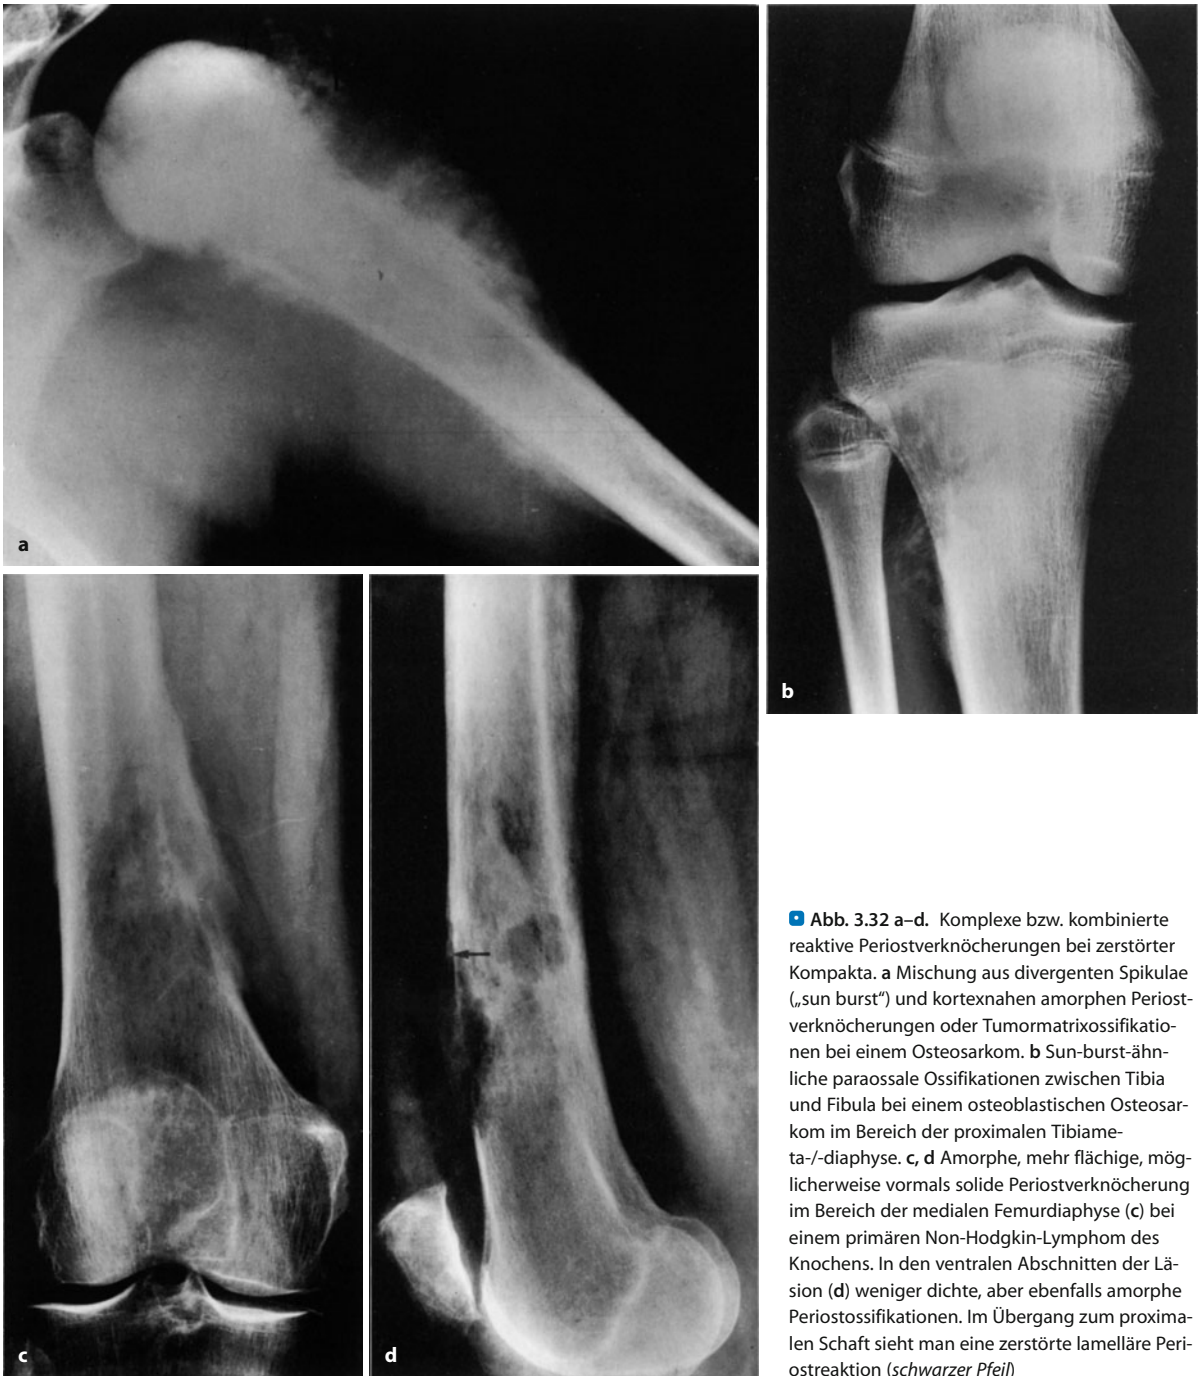 a
b
c
d
Abb. 3.32 a–d. Komplexe bzw. kombinierte
reaktive Periostverknöcherungen bei zerstörter
Kompakta. a Mischung aus divergenten Spikulae
(„sun burst“) und kortexnahen amorphen Periost-
verknöcherungen oder Tumormatrixossifikatio-
nen bei einem Osteosarkom. b Sun-burst-ähn-
liche paraossale Ossifikationen zwischen Tibia
und Fibula bei einem osteoblastischen Osteosar-
kom im Bereich der proximalen Tibiame-
ta-/-diaphyse. c, d Amorphe, mehr flächige, mög-
licherweise vormals solide Periostverknöcherung
im Bereich der medialen Femurdiaphyse (c) bei
einem primären Non-Hodgkin-Lymphom des
Knochens. In den ventralen Abschnitten der Lä-
sion (d) weniger dichte, aber ebenfalls amorphe
Periostossifikationen. Im Übergang zum proxima-
len Schaft sieht man eine zerstörte lamelläre Peri-
ostreaktion (schwarzer Pfeil)